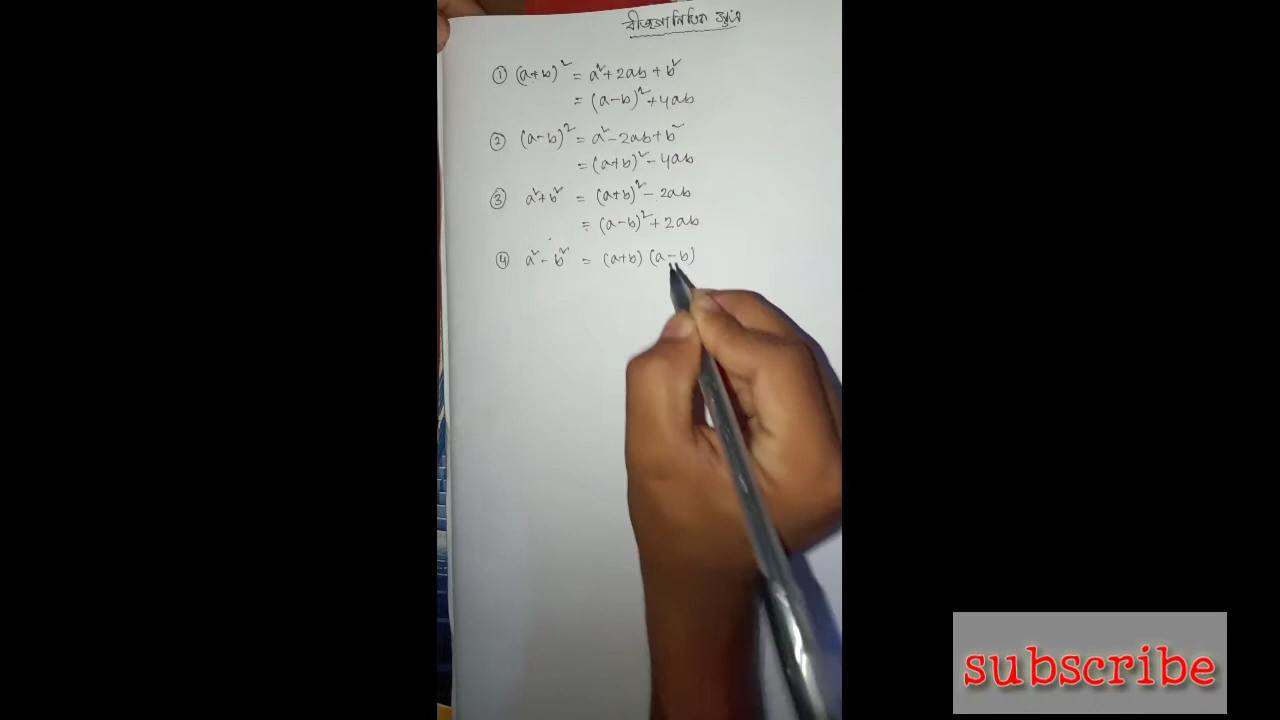 বীজগাণিতিক সূত্র
① (a+b)² = a²+2ab+b²
= (a-b)²+4ab
② (a-b)² = a²-2ab+b²
= (a+b)²-4ab
③ a²+b² = (a+b)²-2ab
= (a-b)²+2ab
④ a²-b² = (a+b)(a-b)
subscribe